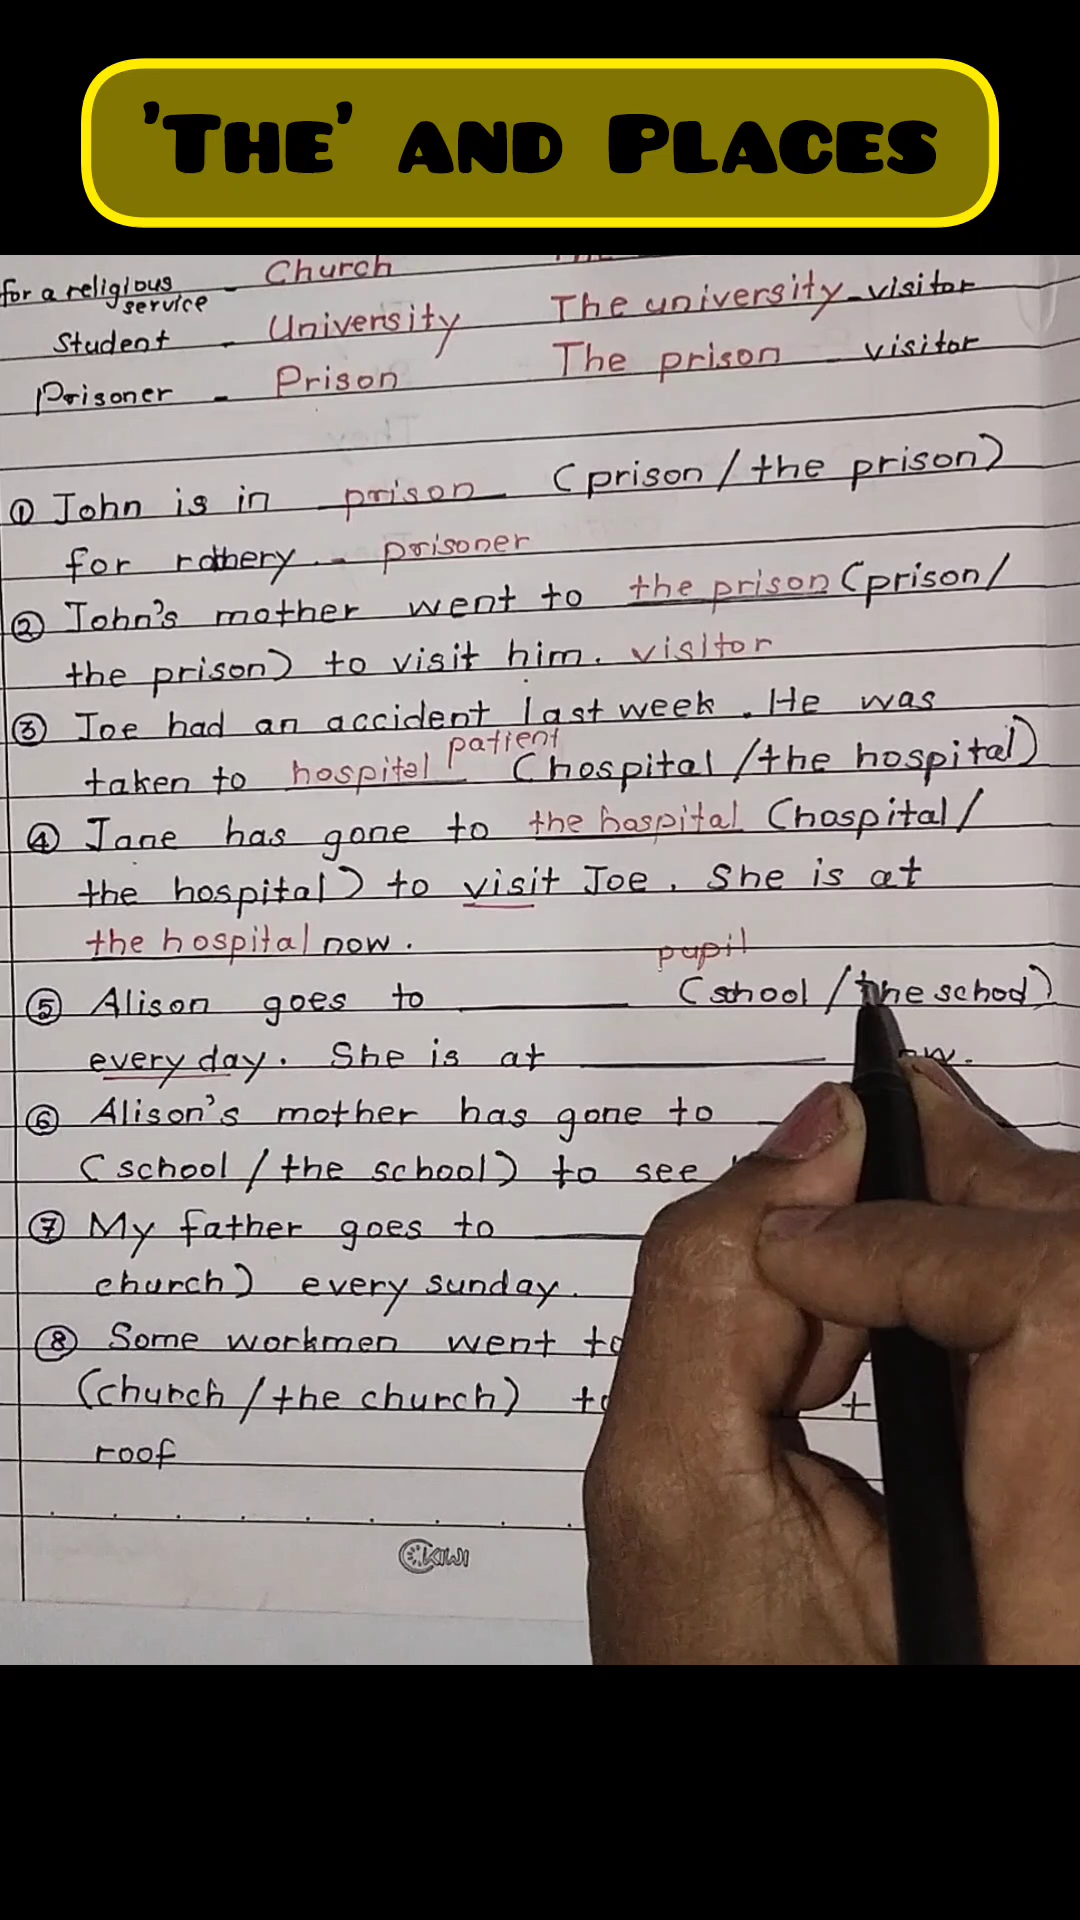 'The' and Places
for a religious service - Church
Student - University The university - visitor
Prisoner - Prison The prison - visitor
① John is in prison (prison / the prison)
for robbery. - prisoner
② John's mother went to the prison (prison /
the prison) to visit him. visitor
③ Joe had an accident last week. He was
patient
taken to hospital (hospital / the hospital)
④ Jane has gone to the hospital (hospital /
the hospital) to visit Joe. She is at
the hospital now.
pupil
⑤ Alison goes to ______ (school / the school)
every day. She is at ______
⑥ Alison's mother has gone to ______
(school / the school) to see
⑦ My father goes to ______
church) every sunday.
⑧ Some workmen went to
(church / the church)
roof
KIWI